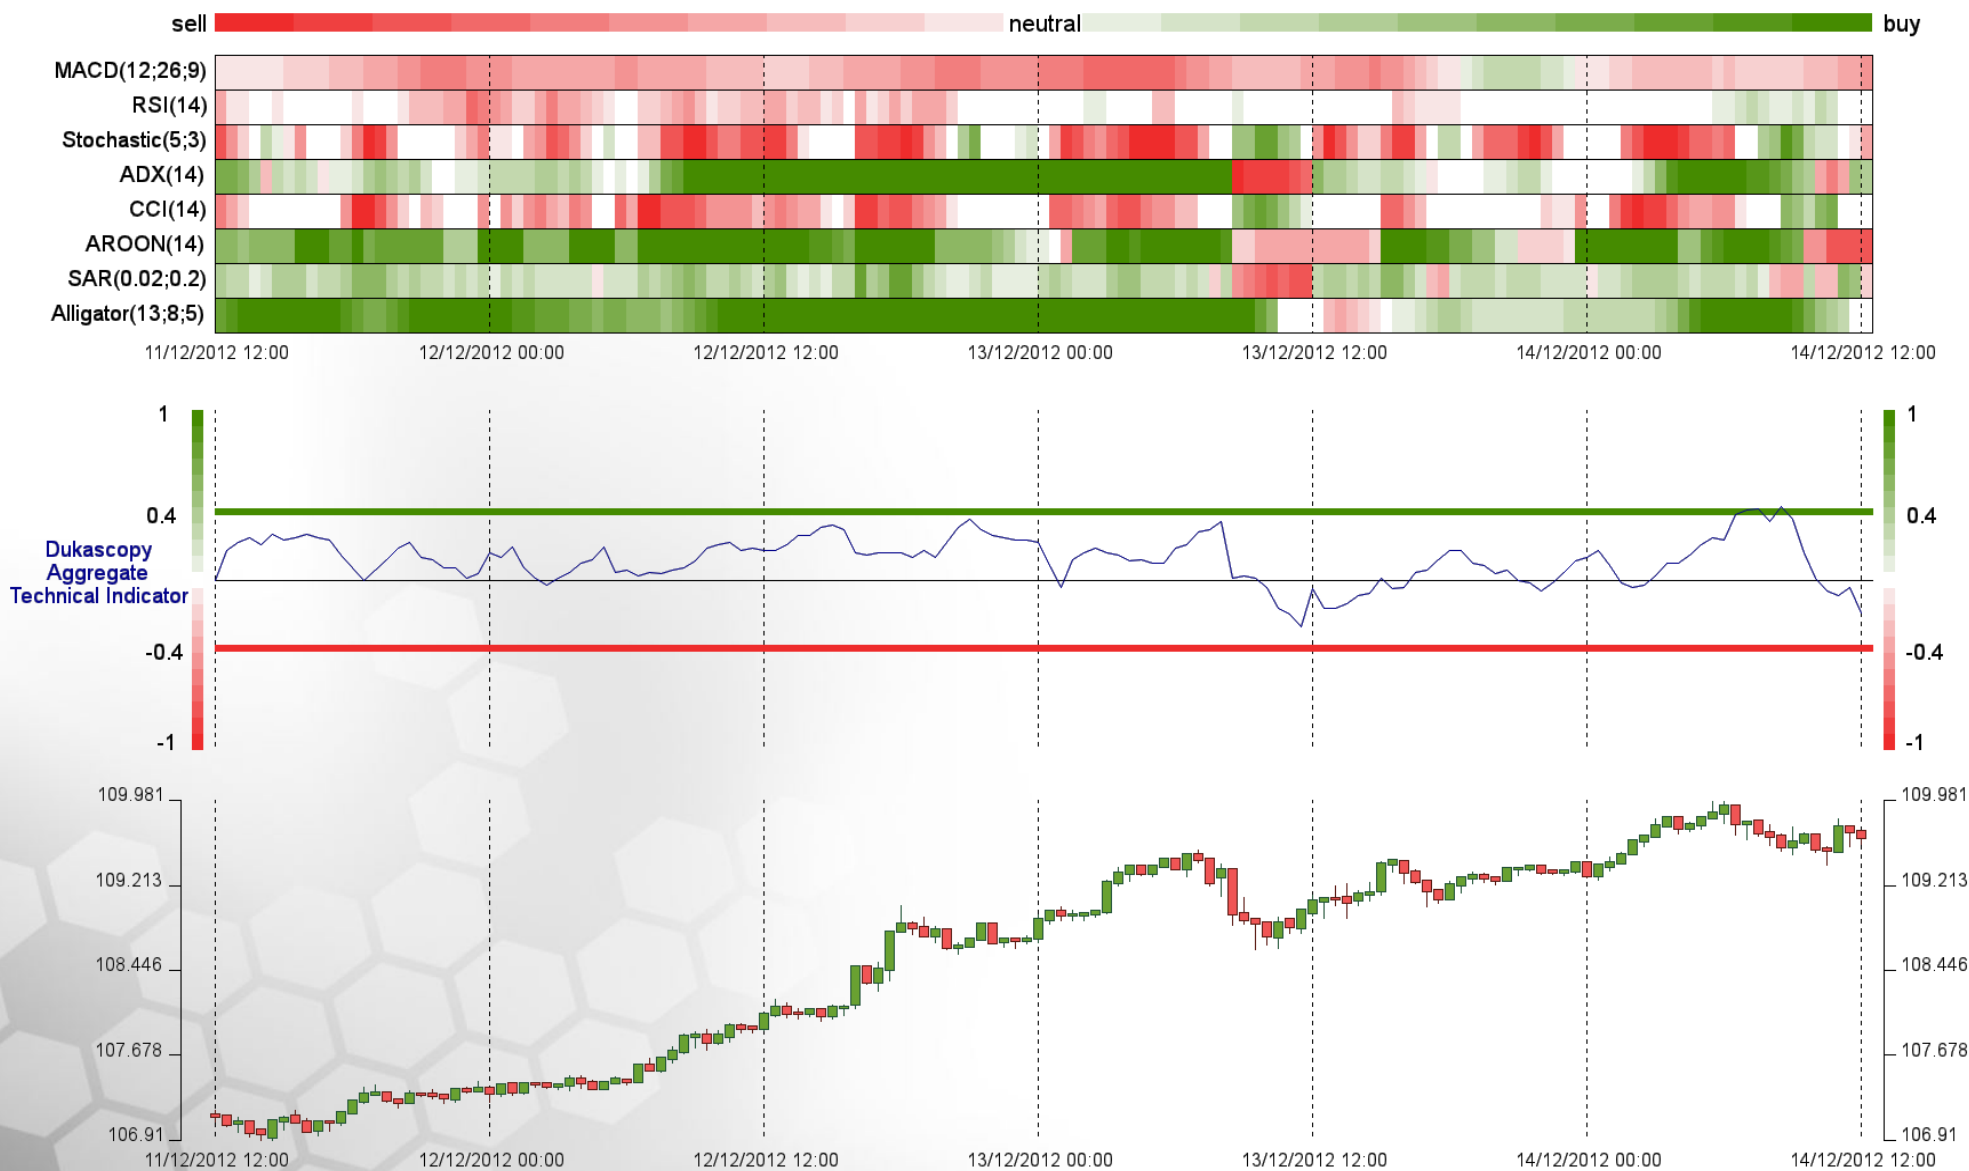 sell neutral buy
MACD(12;26;9)
RSI(14)
Stochastic(5;3)
ADX(14)
CCI(14)
AROON(14)
SAR(0.02;0.2)
Alligator(13;8;5)
11/12/2012 12:00 12/12/2012 00:00 12/12/2012 12:00 13/12/2012 00:00 13/12/2012 12:00 14/12/2012 00:00 14/12/2012 12:00
1 1
0.4 0.4
Dukascopy
Aggregate
Technical Indicator
-0.4 -0.4
-1 -1
109.981 109.981
109.213 109.213
108.446 108.446
107.678 107.678
106.91 106.91
11/12/2012 12:00 12/12/2012 00:00 12/12/2012 12:00 13/12/2012 00:00 13/12/2012 12:00 14/12/2012 00:00 14/12/2012 12:00